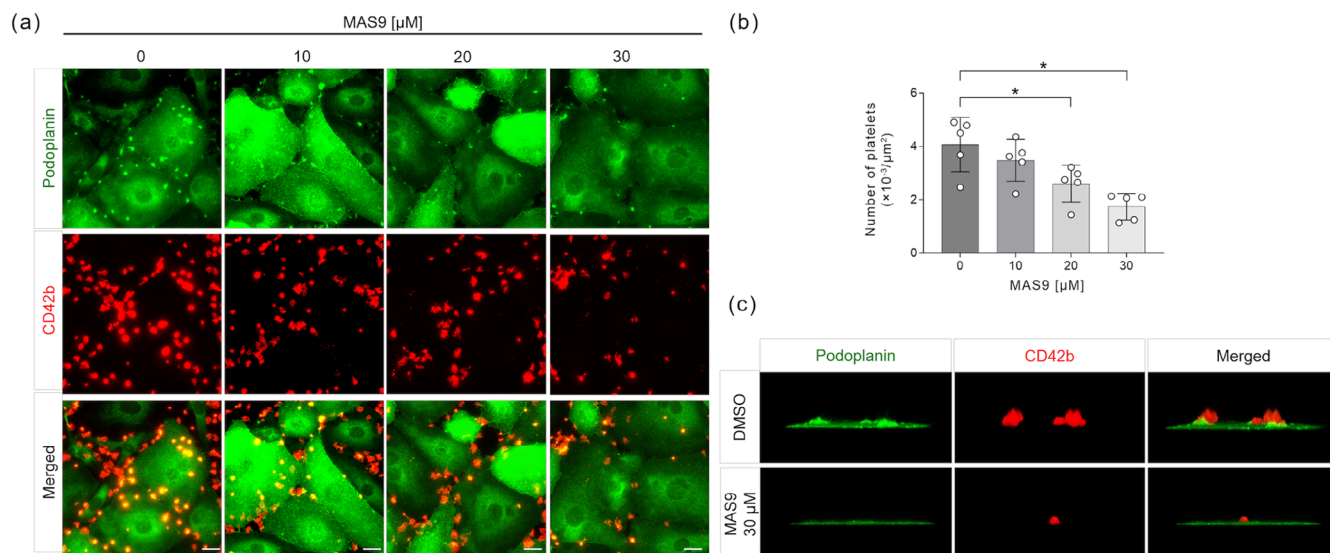 (a)
MAS9 [μM]
0 10 20 30
Podoplanin
CD42b
Merged
(b)
* 
*
Number of platelets
(×10⁻³/μm²)
6
4
2
0
0 10 20 30
MAS9 [μM]
(c)
Podoplanin CD42b Merged
DMSO
MAS9
30 μM